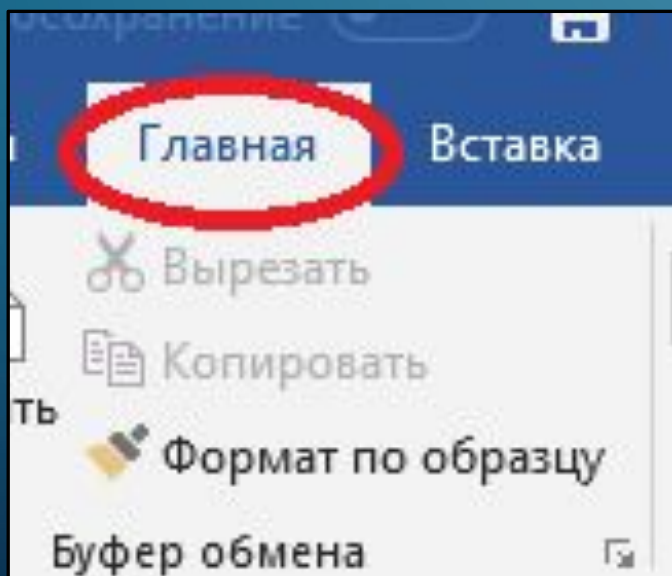 Главная Вставка
Вырезать
Копировать
Формат по образцу
Буфер обмена